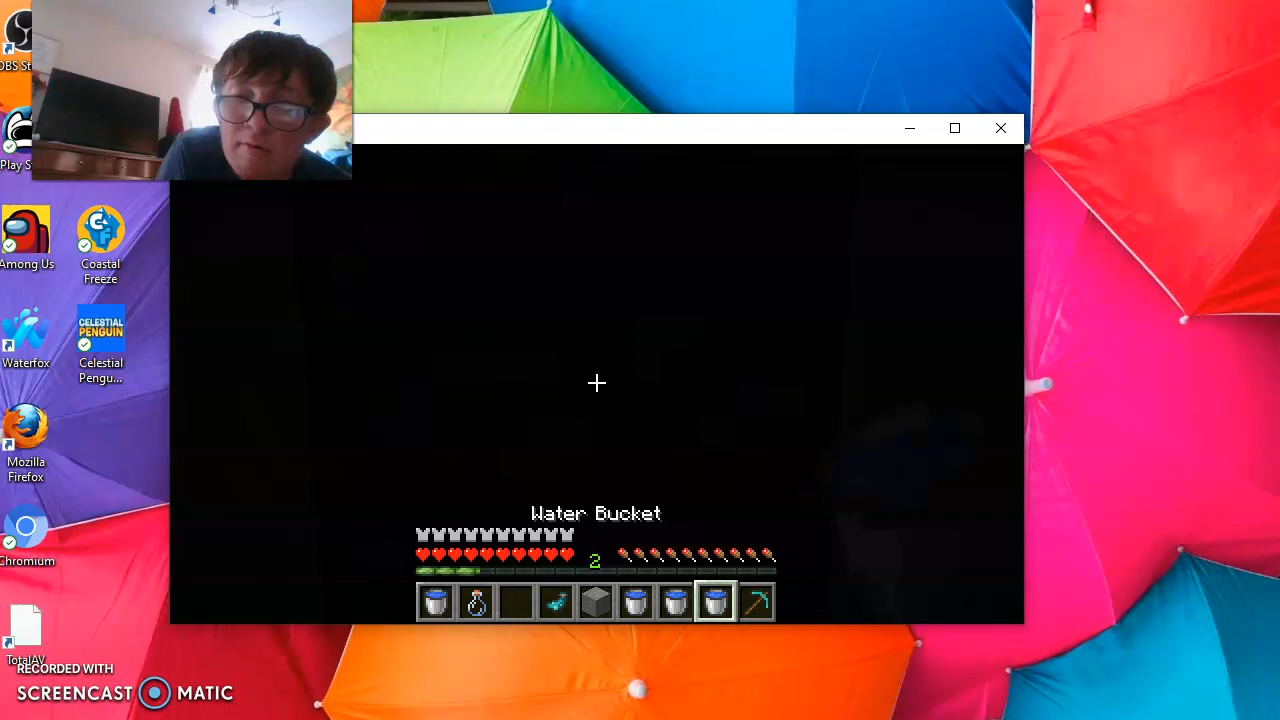 OBS St
Play S
Among Us
Coastal
Freeze
CELESTIAL
PENGUIN
Waterfox
Celestial
Pengu...
Mozilla
Firefox
Chromium
TotalAV
Water Bucket
2
RECORDED WITH
SCREENCAST MATIC